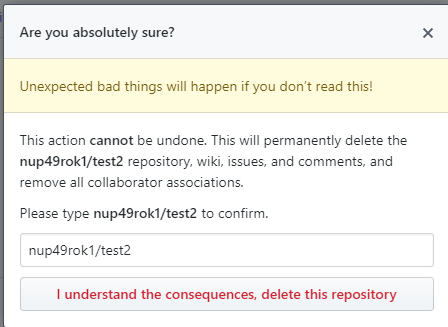 Are you absolutely sure?
Unexpected bad things will happen if you don’t read this!
This action cannot be undone. This will permanently delete the
nup49rok1/test2 repository, wiki, issues, and comments, and
remove all collaborator associations.
Please type nup49rok1/test2 to confirm.
nup49rok1/test2
I understand the consequences, delete this repository